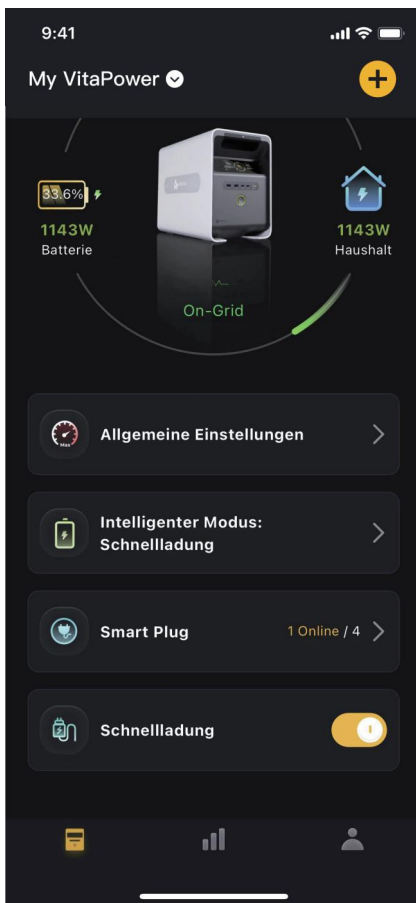 9:41
My VitaPower
33.6%
1143W
Batterie
1143W
Haushalt
On-Grid
Allgemeine Einstellungen
Intelligenter Modus:
Schnellladung
Smart Plug
1 Online / 4
Schnellladung